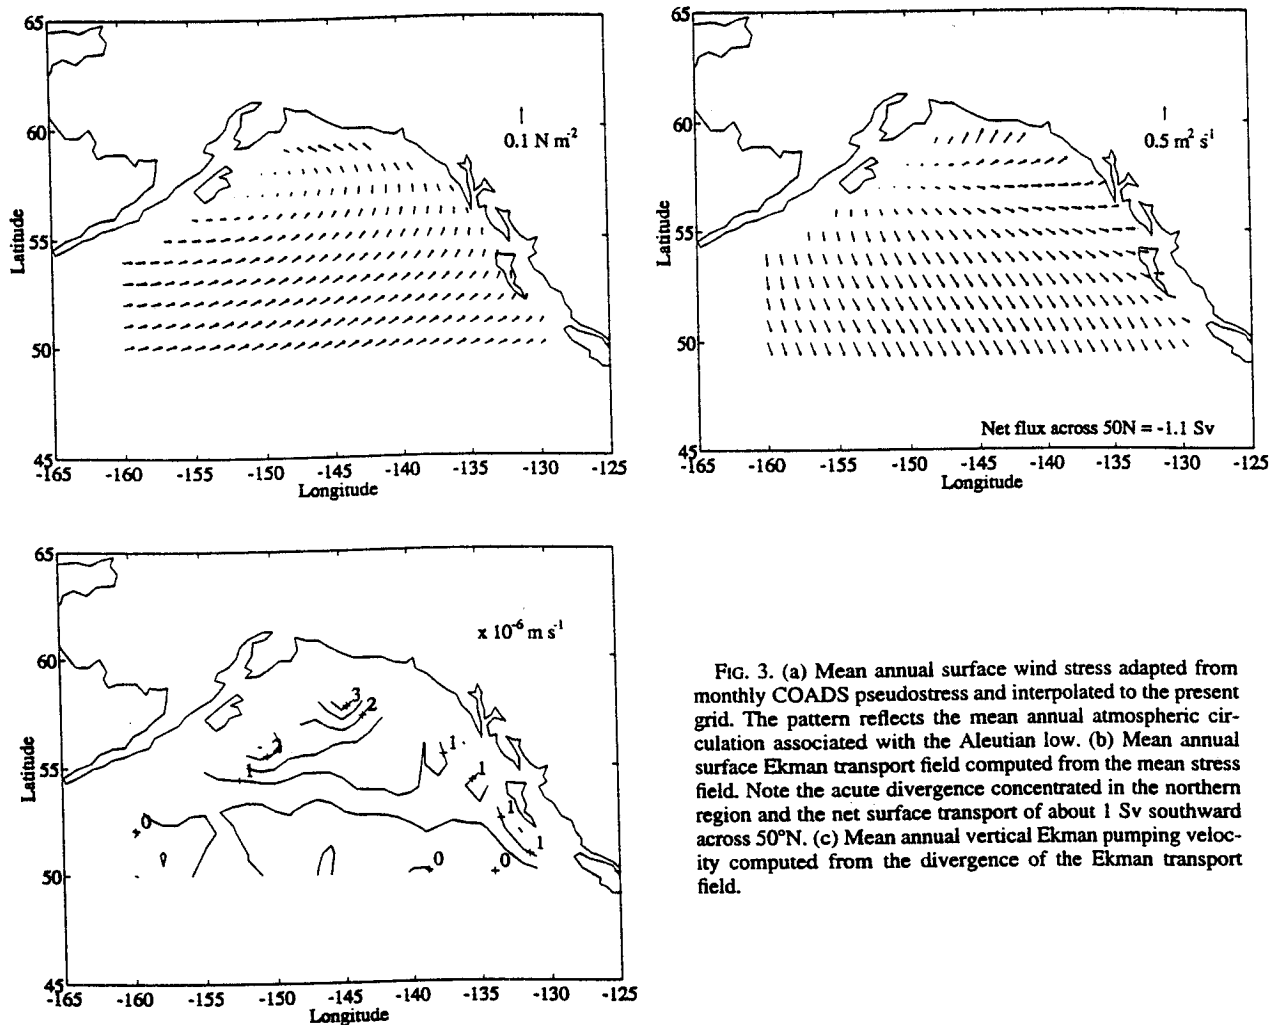 65
60
55
50
45
-165
-160
-155
-150
-145
-140
-135
-130
-125
Latitude
Longitude
0.1 N m-2
65
60
55
50
45
-165
-160
-155
-150
-145
-140
-135
-130
-125
Latitude
Longitude
0.5 m2 s-1
Net flux across 50N = -1.1 Sv
65
60
55
50
45
-165
-160
-155
-150
-145
-140
-135
-130
-125
Latitude
Longitude
x 10-6 m s-1
3
2
2
1
1
1
1
1
0
0
0
FIG. 3. (a) Mean annual surface wind stress adapted from
monthly COADS pseudostress and interpolated to the present
grid. The pattern reflects the mean annual atmospheric cir-
culation associated with the Aleutian low. (b) Mean annual
surface Ekman transport field computed from the mean stress
field. Note the acute divergence concentrated in the northern
region and the net surface transport of about 1 Sv southward
across 50°N. (c) Mean annual vertical Ekman pumping veloc-
ity computed from the divergence of the Ekman transport
field.